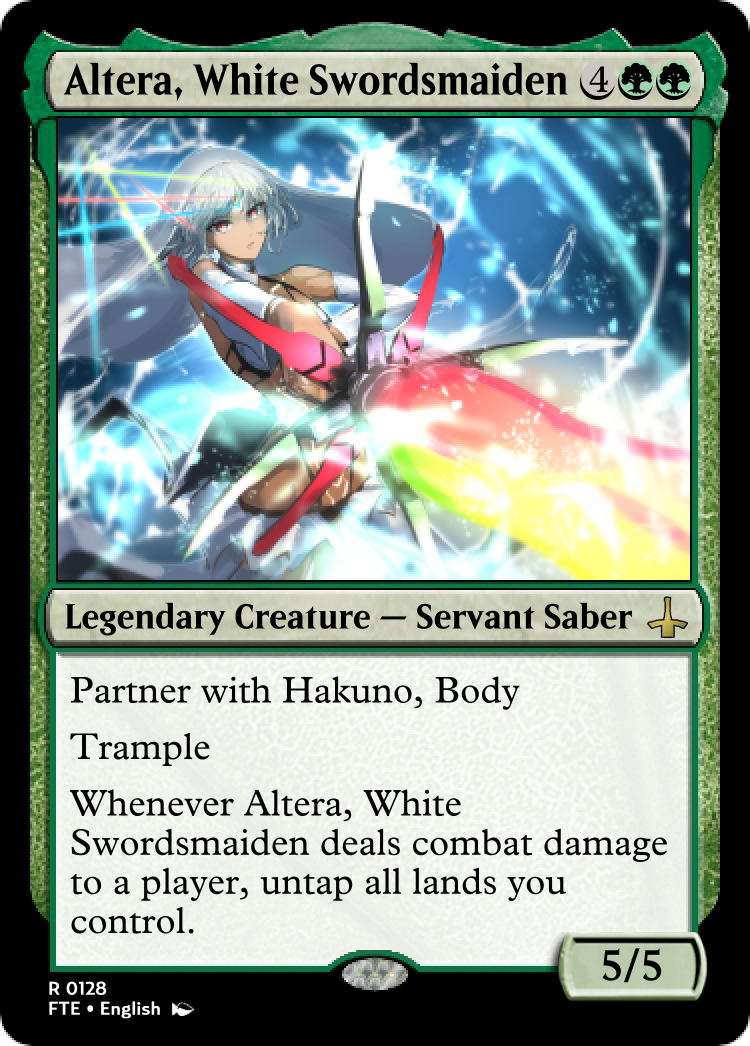 Altera, White Swordsmaiden 4
Legendary Creature — Servant Saber
Partner with Hakuno, Body
Trample
Whenever Altera, White
Swordsmaiden deals combat damage
to a player, untap all lands you
control.
5/5
R 0128
FTE • English